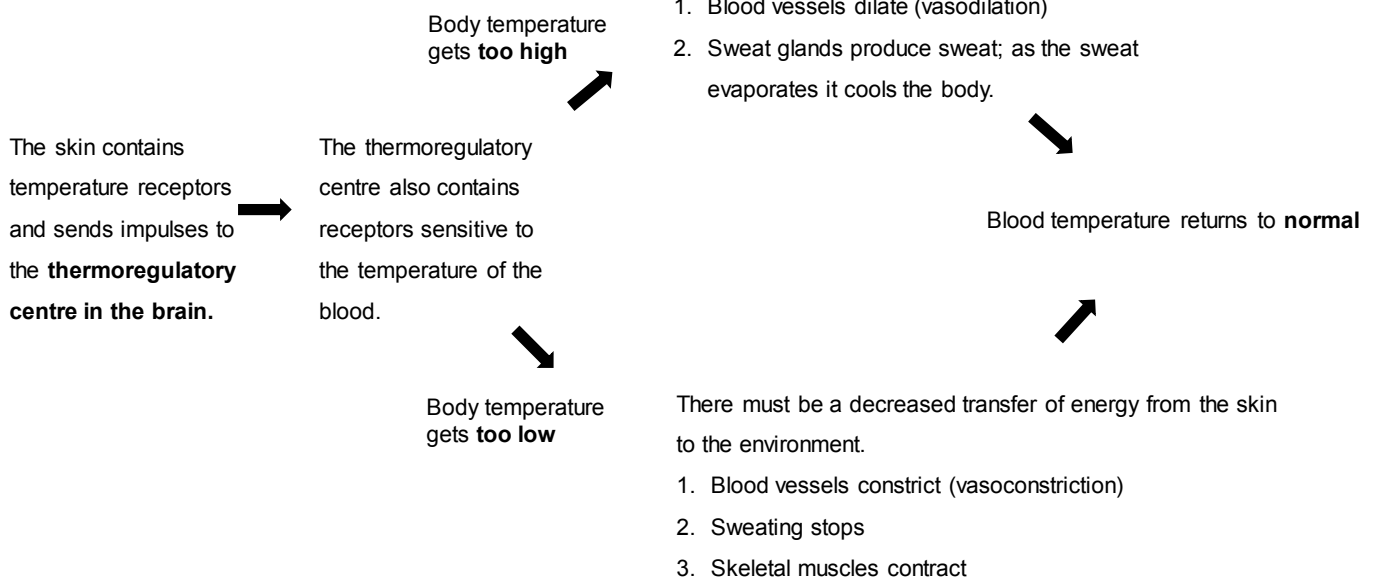 1. Blood vessels dilate (vasodilation)
2. Sweat glands produce sweat; as the sweat
evaporates it cools the body.
Body temperature
gets too high
The skin contains
temperature receptors
and sends impulses to
the thermoregulatory
centre in the brain.
The thermoregulatory
centre also contains
receptors sensitive to
the temperature of the
blood.
Blood temperature returns to normal
Body temperature
gets too low
There must be a decreased transfer of energy from the skin
to the environment.
1. Blood vessels constrict (vasoconstriction)
2. Sweating stops
3. Skeletal muscles contract